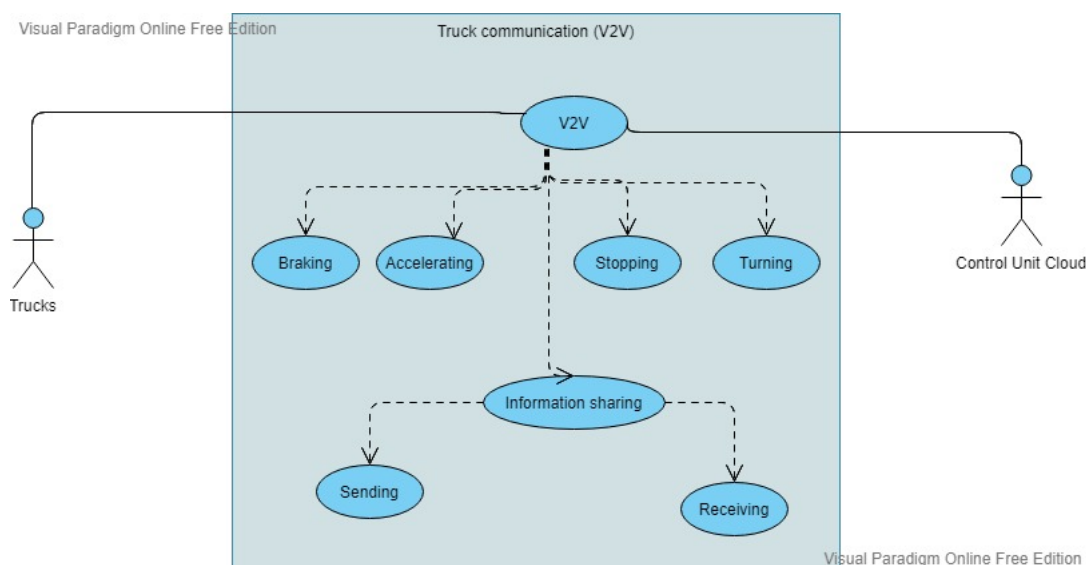 Visual Paradigm Online Free Edition
Truck communication (V2V)
V2V
Braking
Accelerating
Stopping
Turning
Control Unit Cloud
Trucks
Information sharing
Sending
Receiving
Visual Paradigm Online Free Edition